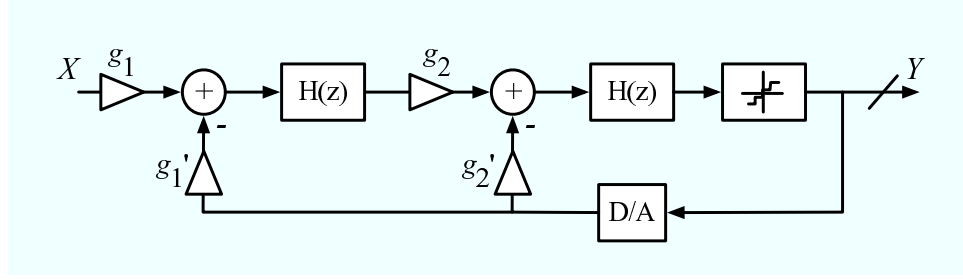 X
g1
+
-
g1'
H(z)
g2
+
-
g2'
H(z)
Y
D/A